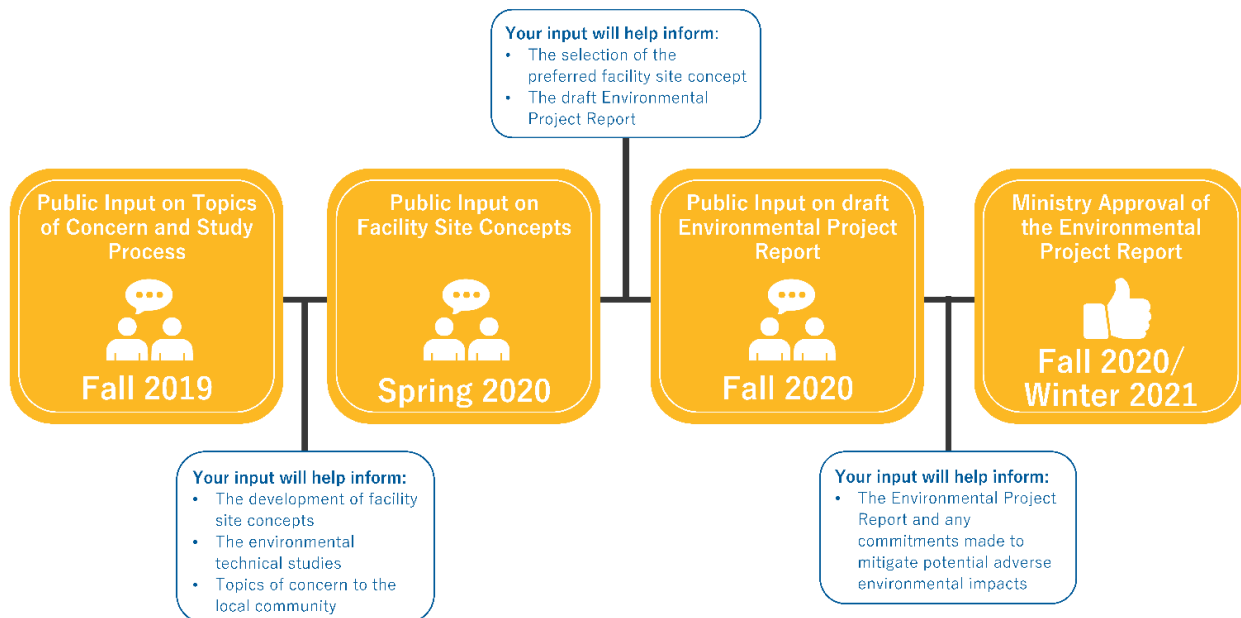 Your input will help inform:
• The selection of the
preferred facility site concept
• The draft Environmental
Project Report
Public Input on Topics
of Concern and Study
Process
Fall 2019
Public Input on
Facility Site Concepts
Spring 2020
Public Input on draft
Environmental Project
Report
Fall 2020
Ministry Approval of
the Environmental
Project Report
Fall 2020/
Winter 2021
Your input will help inform:
• The development of facility
site concepts
• The environmental
technical studies
• Topics of concern to the
local community
Your input will help inform:
• The Environmental Project
Report and any
commitments made to
mitigate potential adverse
environmental impacts